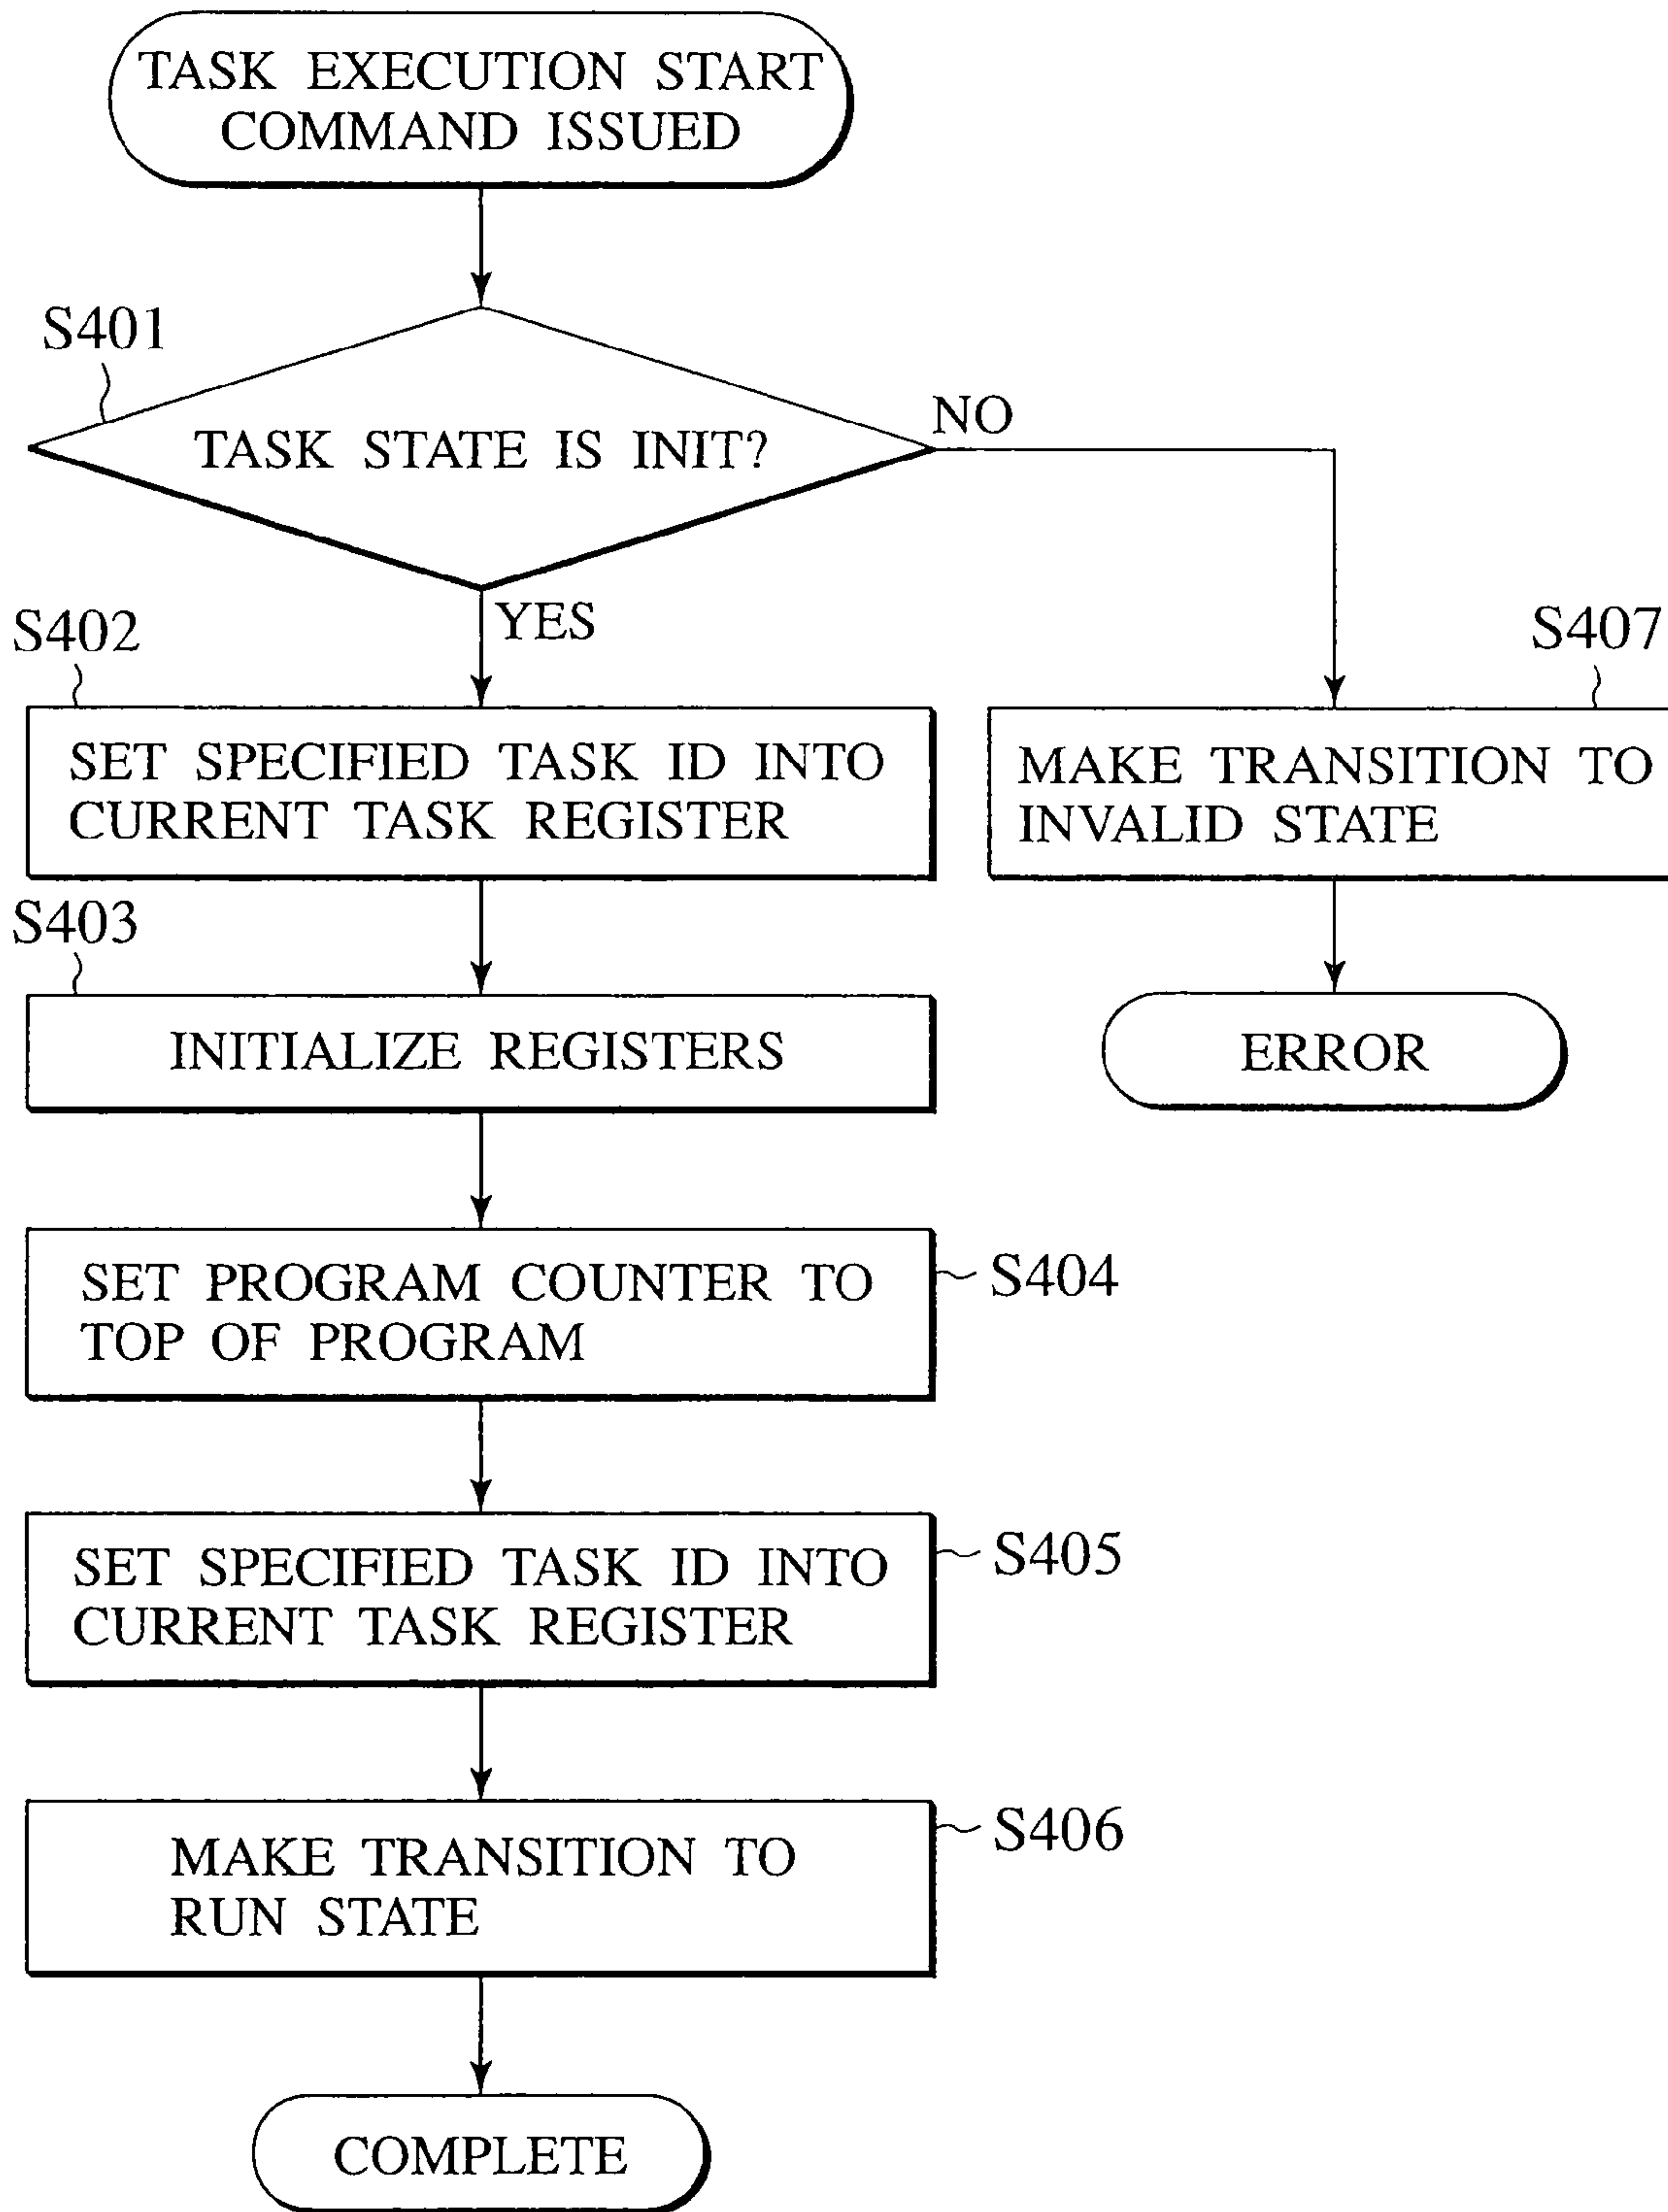 TASK EXECUTION START
COMMAND ISSUED
S401
TASK STATE IS INIT?
NO
YES
S402
SET SPECIFIED TASK ID INTO
CURRENT TASK REGISTER
S407
MAKE TRANSITION TO
INVALID STATE
S403
INITIALIZE REGISTERS
ERROR
SET PROGRAM COUNTER TO
TOP OF PROGRAM
S404
SET SPECIFIED TASK ID INTO
CURRENT TASK REGISTER
S405
MAKE TRANSITION TO
RUN STATE
S406
COMPLETE